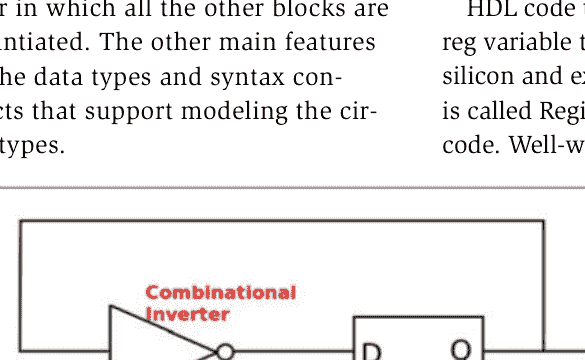 r in which all the other blocks are
ntiated. The other main features
he data types and syntax con-
cts that support modeling the cir-
types.
HDL code
reg variable t
silicon and ex
is called Regi
code. Well-w
Combinational
Inverter
D
Q